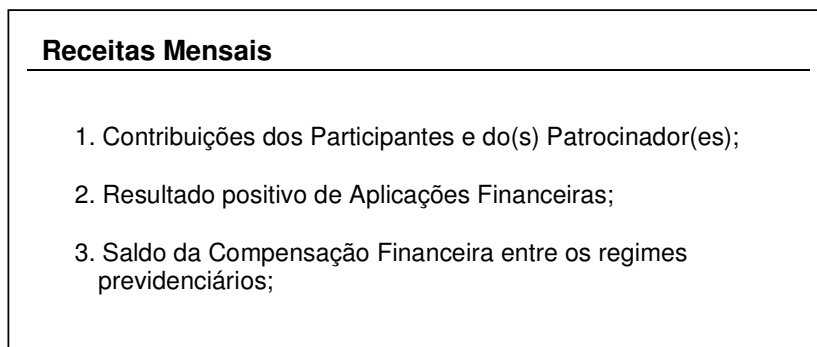 Receitas Mensais
1. Contribuições dos Participantes e do(s) Patrocinador(es);
2. Resultado positivo de Aplicações Financeiras;
3. Saldo da Compensação Financeira entre os regimes
previdenciários;